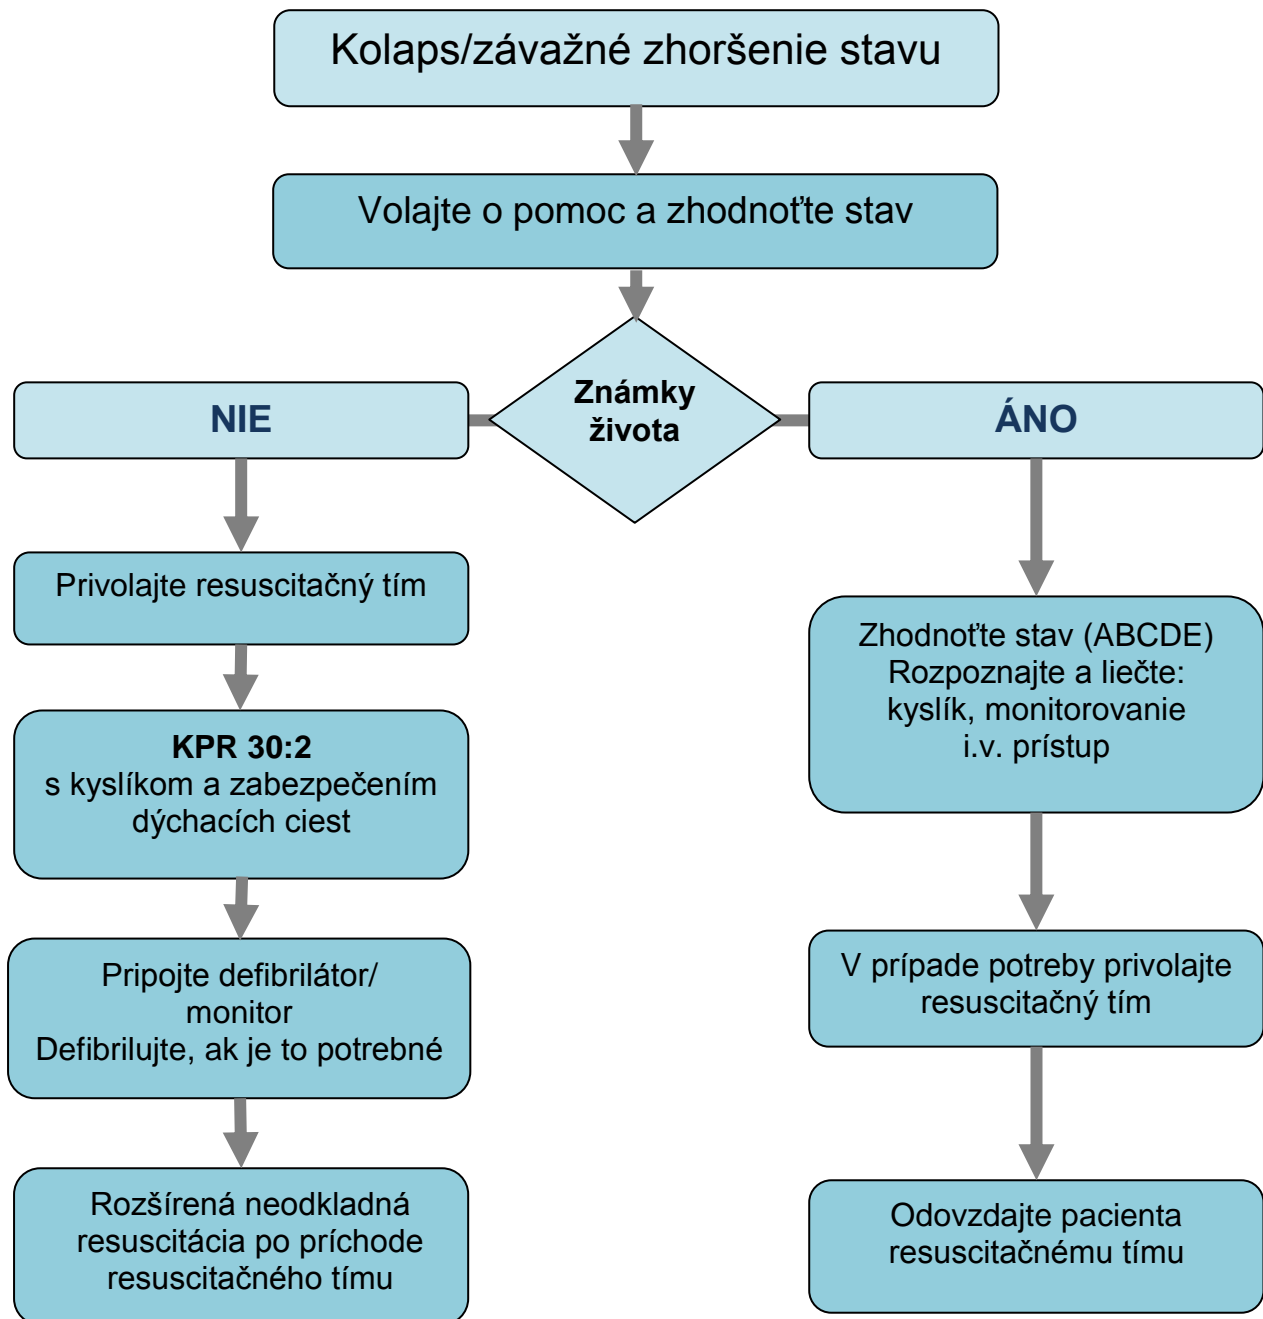 Kolaps/závažné zhoršenie stavu
Volajte o pomoc a zhodnoťte stav
Známky
života
NIE
ÁNO
Privolajte resuscitačný tím
KPR 30:2
s kyslíkom a zabezpečením
dýchacích ciest
Pripojte defibrilátor/
monitor
Defibrilujte, ak je to potrebné
Rozšírená neodkladná
resuscitácia po príchode
resuscitačného tímu
Zhodnoťte stav (ABCDE)
Rozpoznajte a liečte:
kyslík, monitorovanie
i.v. prístup
V prípade potreby privolajte
resuscitačný tím
Odovzdajte pacienta
resuscitačnému tímu